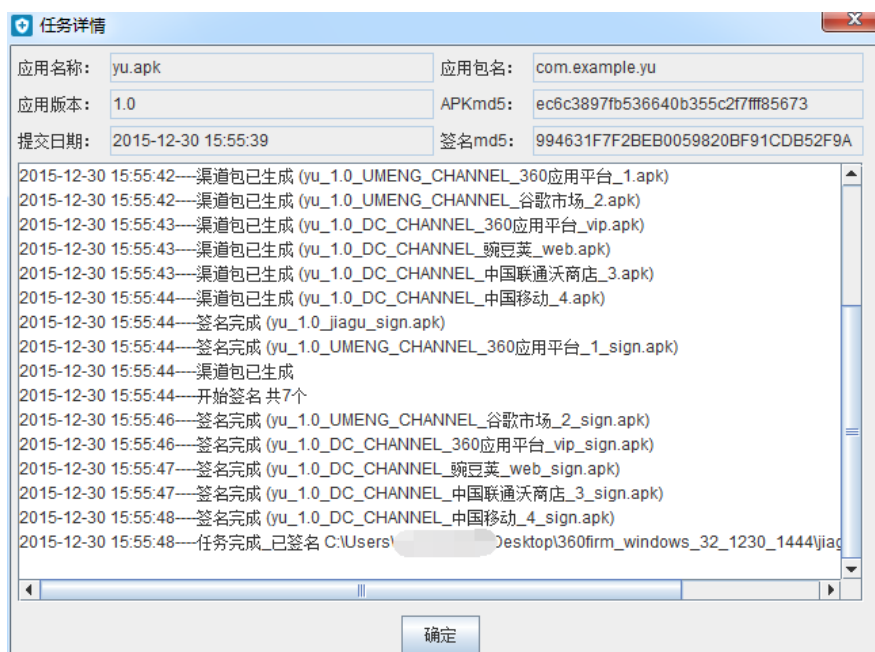 任务详情
应用名称： yu.apk 应用包名： com.example.yu
应用版本： 1.0 APKmd5： ec6c3897fb536640b355c2f7fff85673
提交日期： 2015-12-30 15:55:39 签名md5： 994631F7F2BEB0059820BF91CDB52F9A
2015-12-30 15:55:42----渠道包已生成 (yu_1.0_UMENG_CHANNEL_360应用平台_1.apk)
2015-12-30 15:55:42----渠道包已生成 (yu_1.0_UMENG_CHANNEL_谷歌市场_2.apk)
2015-12-30 15:55:43----渠道包已生成 (yu_1.0_DC_CHANNEL_360应用平台_vip.apk)
2015-12-30 15:55:43----渠道包已生成 (yu_1.0_DC_CHANNEL_豌豆荚_web.apk)
2015-12-30 15:55:43----渠道包已生成 (yu_1.0_DC_CHANNEL_中国联通沃商店_3.apk)
2015-12-30 15:55:44----渠道包已生成 (yu_1.0_DC_CHANNEL_中国移动_4.apk)
2015-12-30 15:55:44----签名完成 (yu_1.0_jiagu_sign.apk)
2015-12-30 15:55:44----签名完成 (yu_1.0_UMENG_CHANNEL_360应用平台_1_sign.apk)
2015-12-30 15:55:44----渠道包已生成
2015-12-30 15:55:44----开始签名 共7个
2015-12-30 15:55:46----签名完成 (yu_1.0_UMENG_CHANNEL_谷歌市场_2_sign.apk)
2015-12-30 15:55:46----签名完成 (yu_1.0_DC_CHANNEL_360应用平台_vip_sign.apk)
2015-12-30 15:55:47----签名完成 (yu_1.0_DC_CHANNEL_豌豆荚_web_sign.apk)
2015-12-30 15:55:47----签名完成 (yu_1.0_DC_CHANNEL_中国联通沃商店_3_sign.apk)
2015-12-30 15:55:48----签名完成 (yu_1.0_DC_CHANNEL_中国移动_4_sign.apk)
2015-12-30 15:55:48----任务完成_已签名 C:\Users\ Desktop\360firm_windows_32_1230_1444\jiag
确定